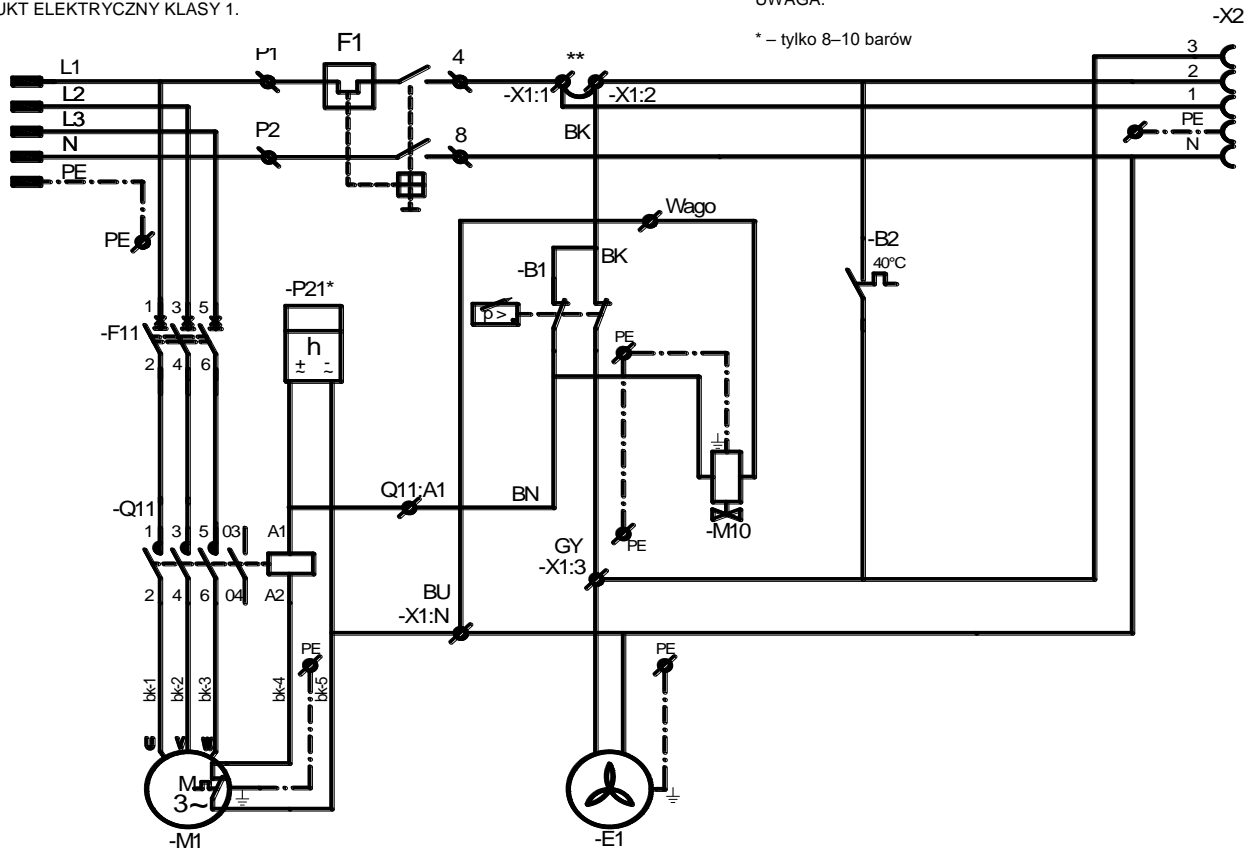 UKT ELEKTRYCZNY KLASY 1.
UWAGA:
* – tylko 8–10 barów
-X2
L1
L2
L3
N
PE
PE
P1
P2
F1
4
8
**
-X1:1
-X1:2
BK
3
2
1
PE
N
Wago
-P21*
h
± ~
-B1
BK
p >
-B2
40°C
1 3 5
-F11
2 4 6
PE
-Q11
1 3 5 03 A1
2 4 6 04 A2
Q11:A1
BN
PE
-M10
GY
-X1:3
BU
-X1:N
bk-1
bk-2
bk-3
bk-4
bk-5
PE
PE
U V W
M
3~
-M1
-E1